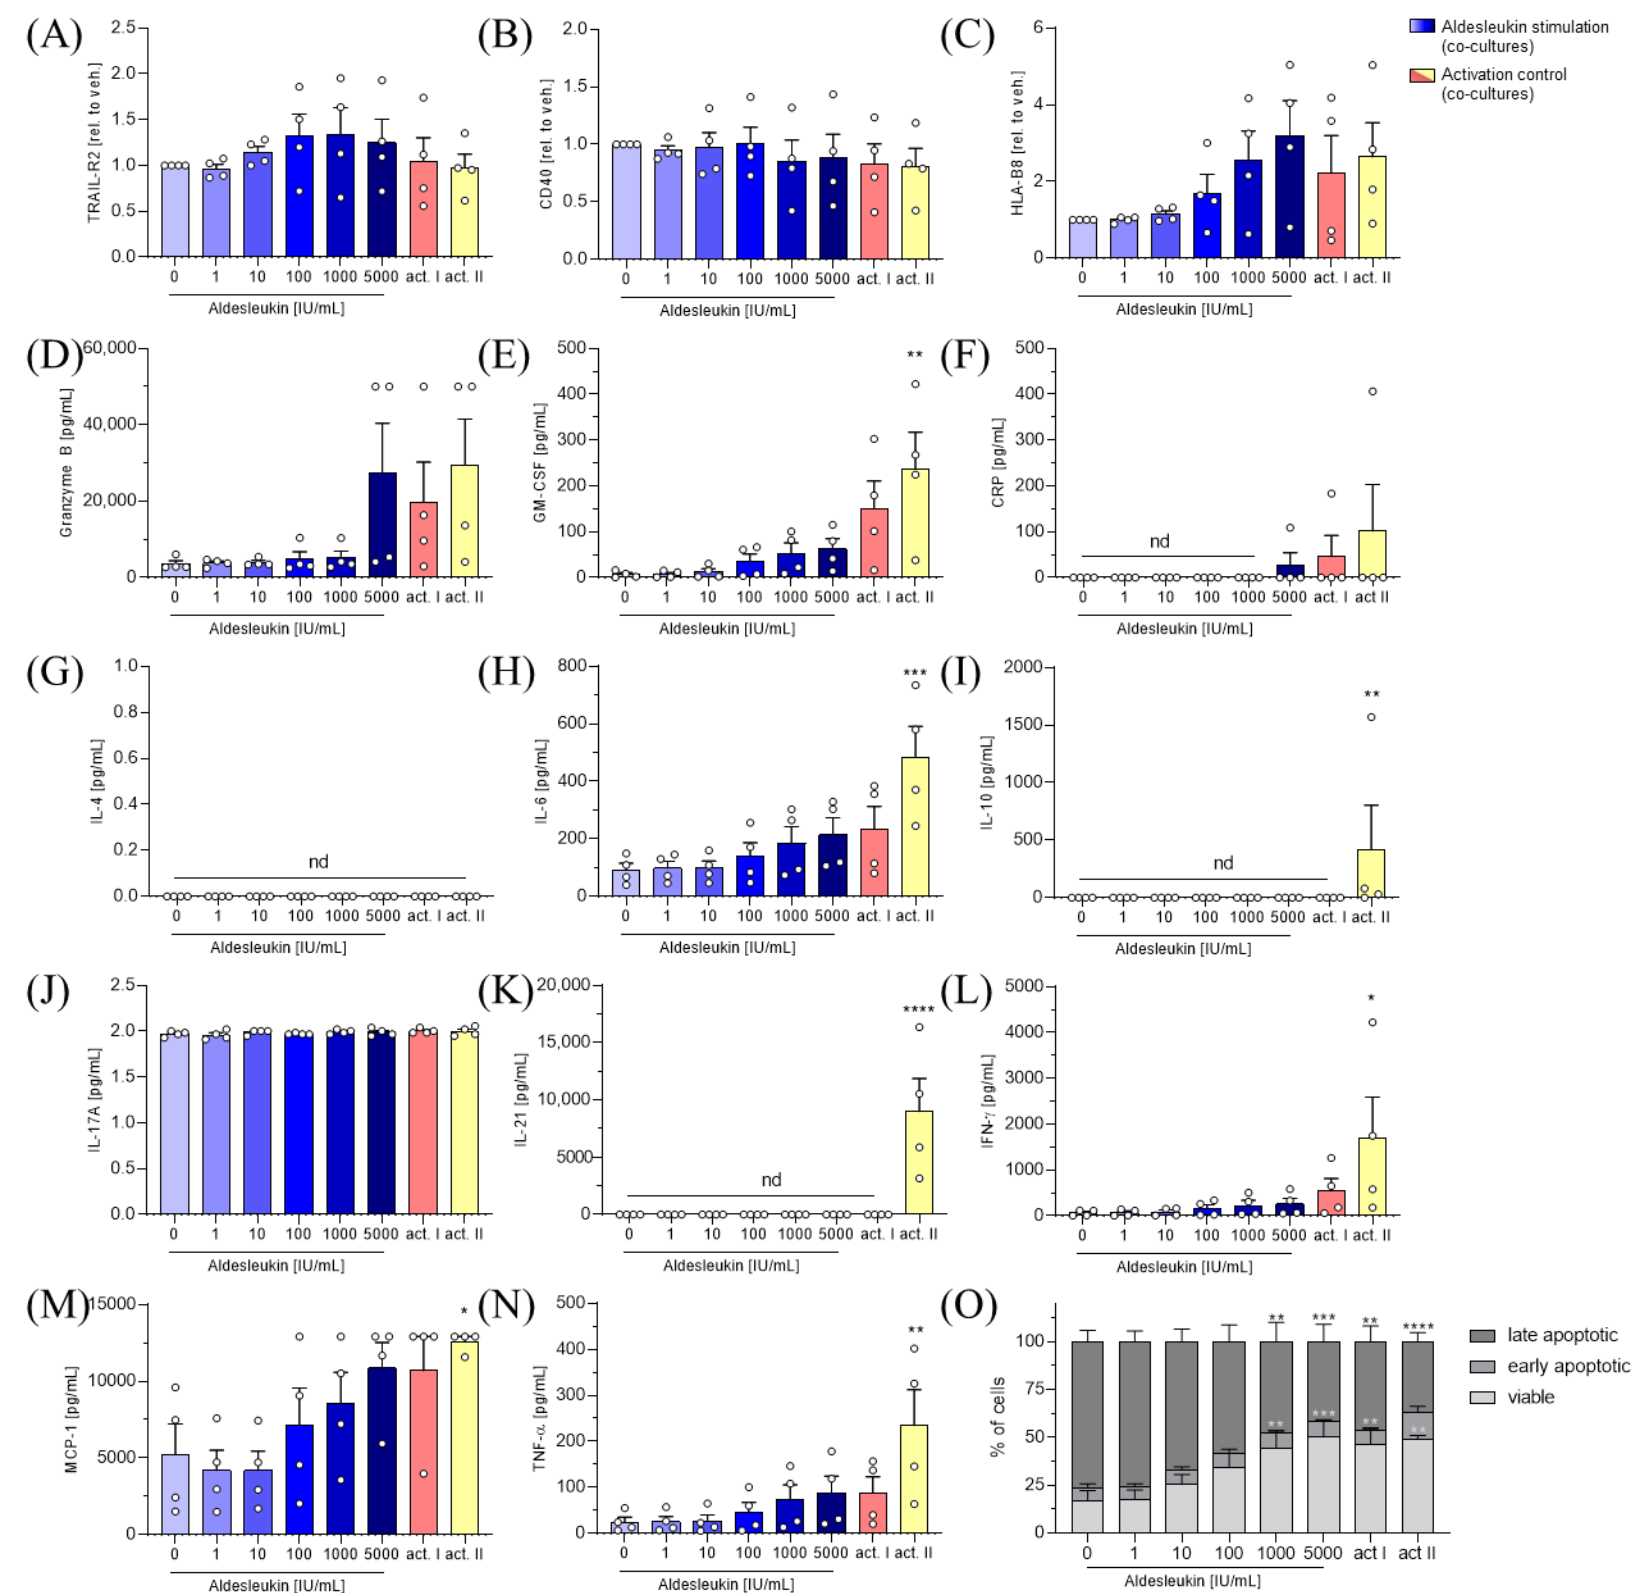 (A)
2.5
2.0
1.5
1.0
0.5
0.0
TRAIL-R2 [rel. to veh.]
0 1 10 100 1000 5000 act. I act. II
Aldesleukin [IU/mL]
(B)
2.0
1.5
1.0
0.5
0.0
CD40 [rel. to veh.]
0 1 10 100 1000 5000 act. I act. II
Aldesleukin [IU/mL]
(C)
6
4
2
0
HLA-B8 [rel. to veh.]
0 1 10 100 1000 5000 act. I act. II
Aldesleukin [IU/mL]
Aldesleukin stimulation
(co-cultures)
Activation control
(co-cultures)
(D)
60,000
40,000
20,000
0
Granzyme B [pg/mL]
0 1 10 100 1000 5000 act. I act. II
Aldesleukin [IU/mL]
(E)
500
400
300
200
100
0
GM-CSF [pg/mL]
**
0 1 10 100 1000 5000 act. I act. II
Aldesleukin [IU/mL]
(F)
500
400
300
200
100
0
CRP [pg/mL]
nd
0 1 10 100 1000 5000 act. I act II
Aldesleukin [IU/mL]
(G)
1.0
0.8
0.6
0.4
0.2
0.0
IL-4 [pg/mL]
nd
0 1 10 100 1000 5000 act. I act. II
Aldesleukin [IU/mL]
(H)
800
600
400
200
0
IL-6 [pg/mL]
***
0 1 10 100 1000 5000 act. I act. II
Aldesleukin [IU/mL]
(I)
2000
1500
1000
500
0
IL-10 [pg/mL]
**
nd
0 1 10 100 1000 5000 act. I act. II
Aldesleukin [IU/mL]
(J)
2.5
2.0
1.5
1.0
0.5
0.0
IL-17A [pg/mL]
0 1 10 100 1000 5000 act. I act. II
Aldesleukin [IU/mL]
(K)
20,000
15,000
10,000
5000
0
IL-21 [pg/mL]
****
nd
0 1 10 100 1000 5000 act. I act. II
Aldesleukin [IU/mL]
(L)
5000
4000
3000
2000
1000
0
IFN-γ [pg/mL]
*
0 1 10 100 1000 5000 act. I act. II
Aldesleukin [IU/mL]
(M)
15000
10000
5000
0
MCP-1 [pg/mL]
*
0 1 10 100 1000 5000 act. I act. II
Aldesleukin [IU/mL]
(N)
500
400
300
200
100
0
TNF-α [pg/mL]
**
0 1 10 100 1000 5000 act. I act. II
Aldesleukin [IU/mL]
(O)
100
75
50
25
0
% of cells
** *** ** ****
** *** ** **
0 1 10 100 1000 5000 act I act II
Aldesleukin [IU/mL]
late apoptotic
early apoptotic
viable